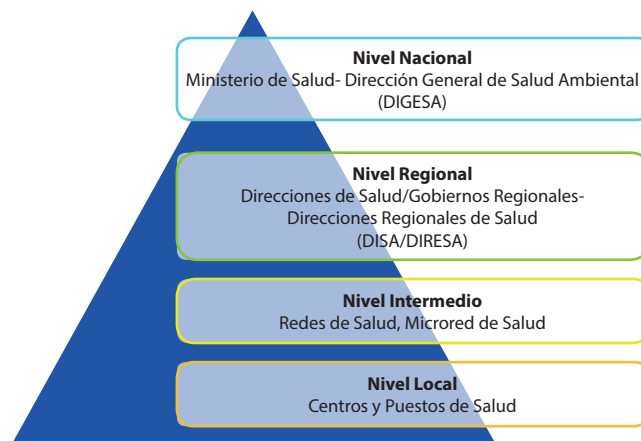 Nivel Nacional
Ministerio de Salud- Dirección General de Salud Ambiental
(DIGESA)
Nivel Regional
Direcciones de Salud/Gobiernos Regionales-
Direcciones Regionales de Salud
(DISA/DIRESA)
Nivel Intermedio
Redes de Salud, Microred de Salud
Nivel Local
Centros y Puestos de Salud